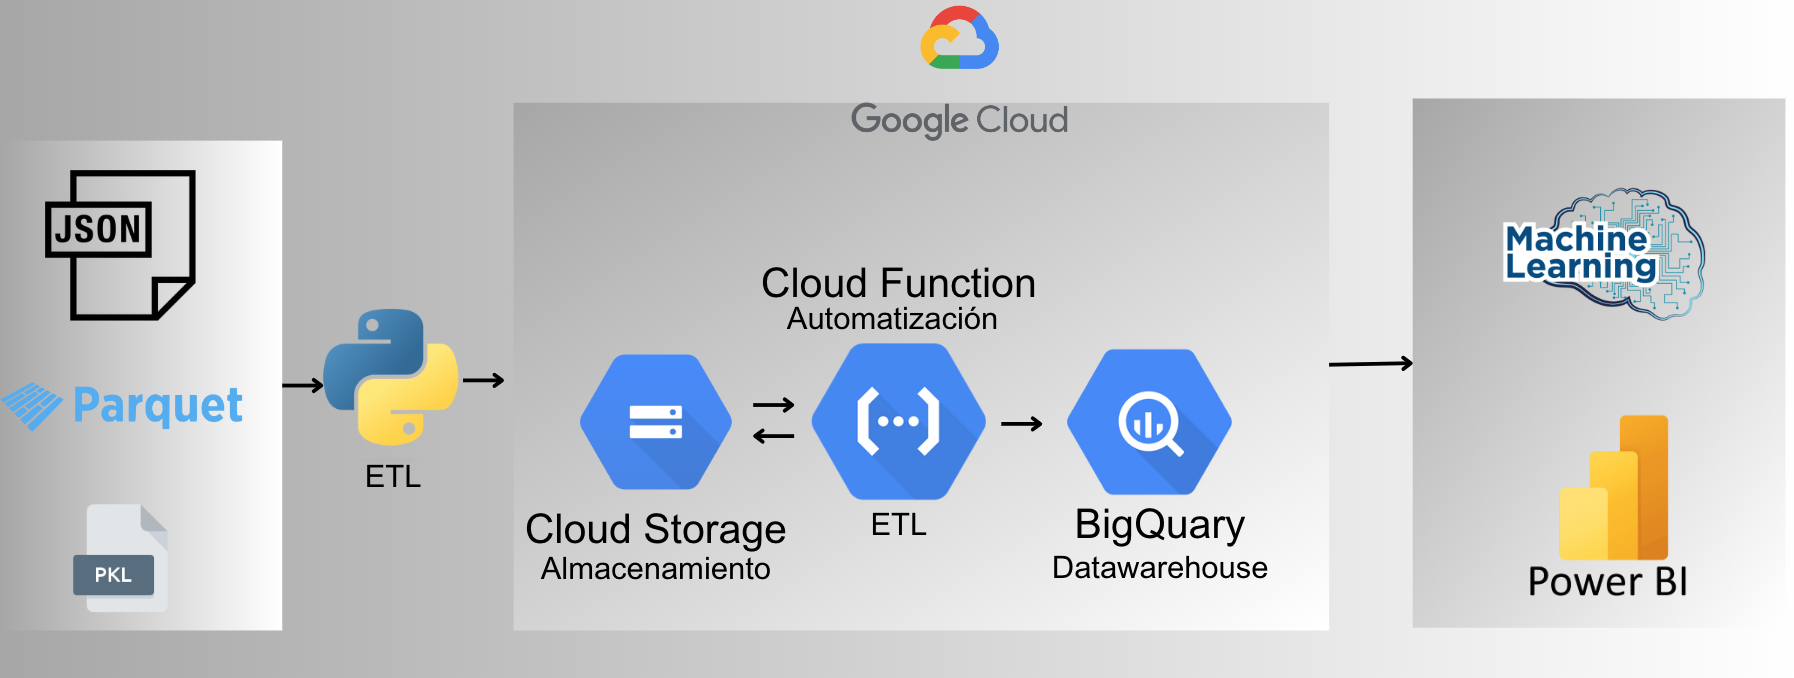 Google Cloud
JSON
Parquet
PKL
ETL
Cloud Function
Automatización
ETL
Cloud Storage
Almacenamiento
BigQuary
Datawarehouse
Machine
Learning
Power BI